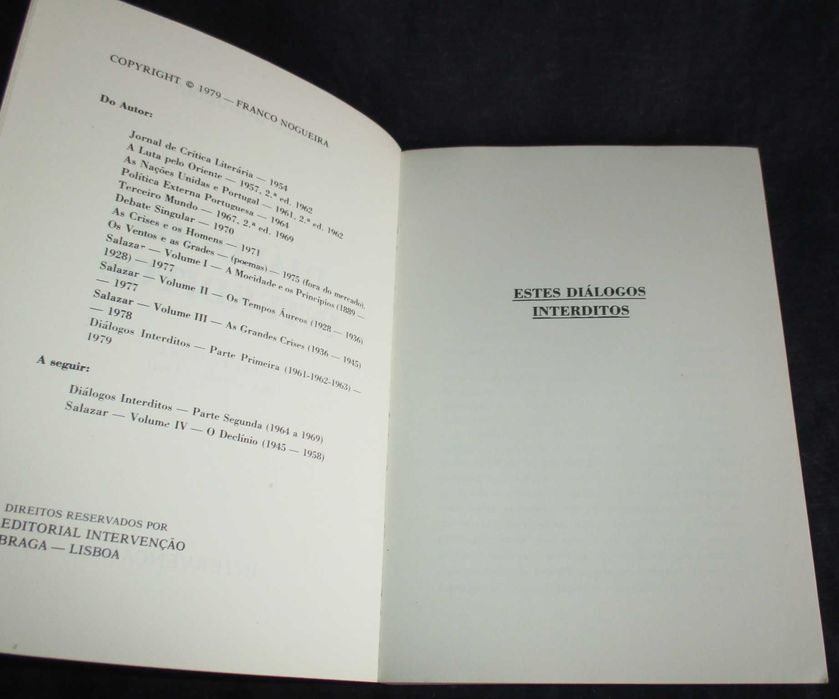 COPYRIGHT © 1979 — FRANCO NOGUEIRA
Do Autor:
Jornal de Crítica Literária — 1954
A Luta pelo Oriente — 1957, 2.ª ed. 1962
As Nações Unidas e Portugal — 1961, 2.ª ed. 1962
Política Externa Portuguesa — 1964
Terceiro Mundo — 1967, 2.ª ed. 1969
Debate Singular — 1970
As Crises e os Homens — 1971
Os Ventos e as Grades — (poemas) — 1975 (fora do mercado).
Salazar — Volume I — A Mocidade e os Princípios (1889 —
1928) — 1977
Salazar — Volume II — Os Tempos Áureos (1928 — 1936)
— 1977
Salazar — Volume III — As Grandes Crises (1936 — 1945)
— 1978
Diálogos Interditos — Parte Primeira (1961-1962-1963) —
1979
A seguir:
Diálogos Interditos — Parte Segunda (1964 a 1969)
Salazar — Volume IV — O Declínio (1945 — 1958)
DIREITOS RESERVADOS POR
EDITORIAL INTERVENÇÃO
BRAGA — LISBOA
ESTES DIÁLOGOS
INTERDITOS